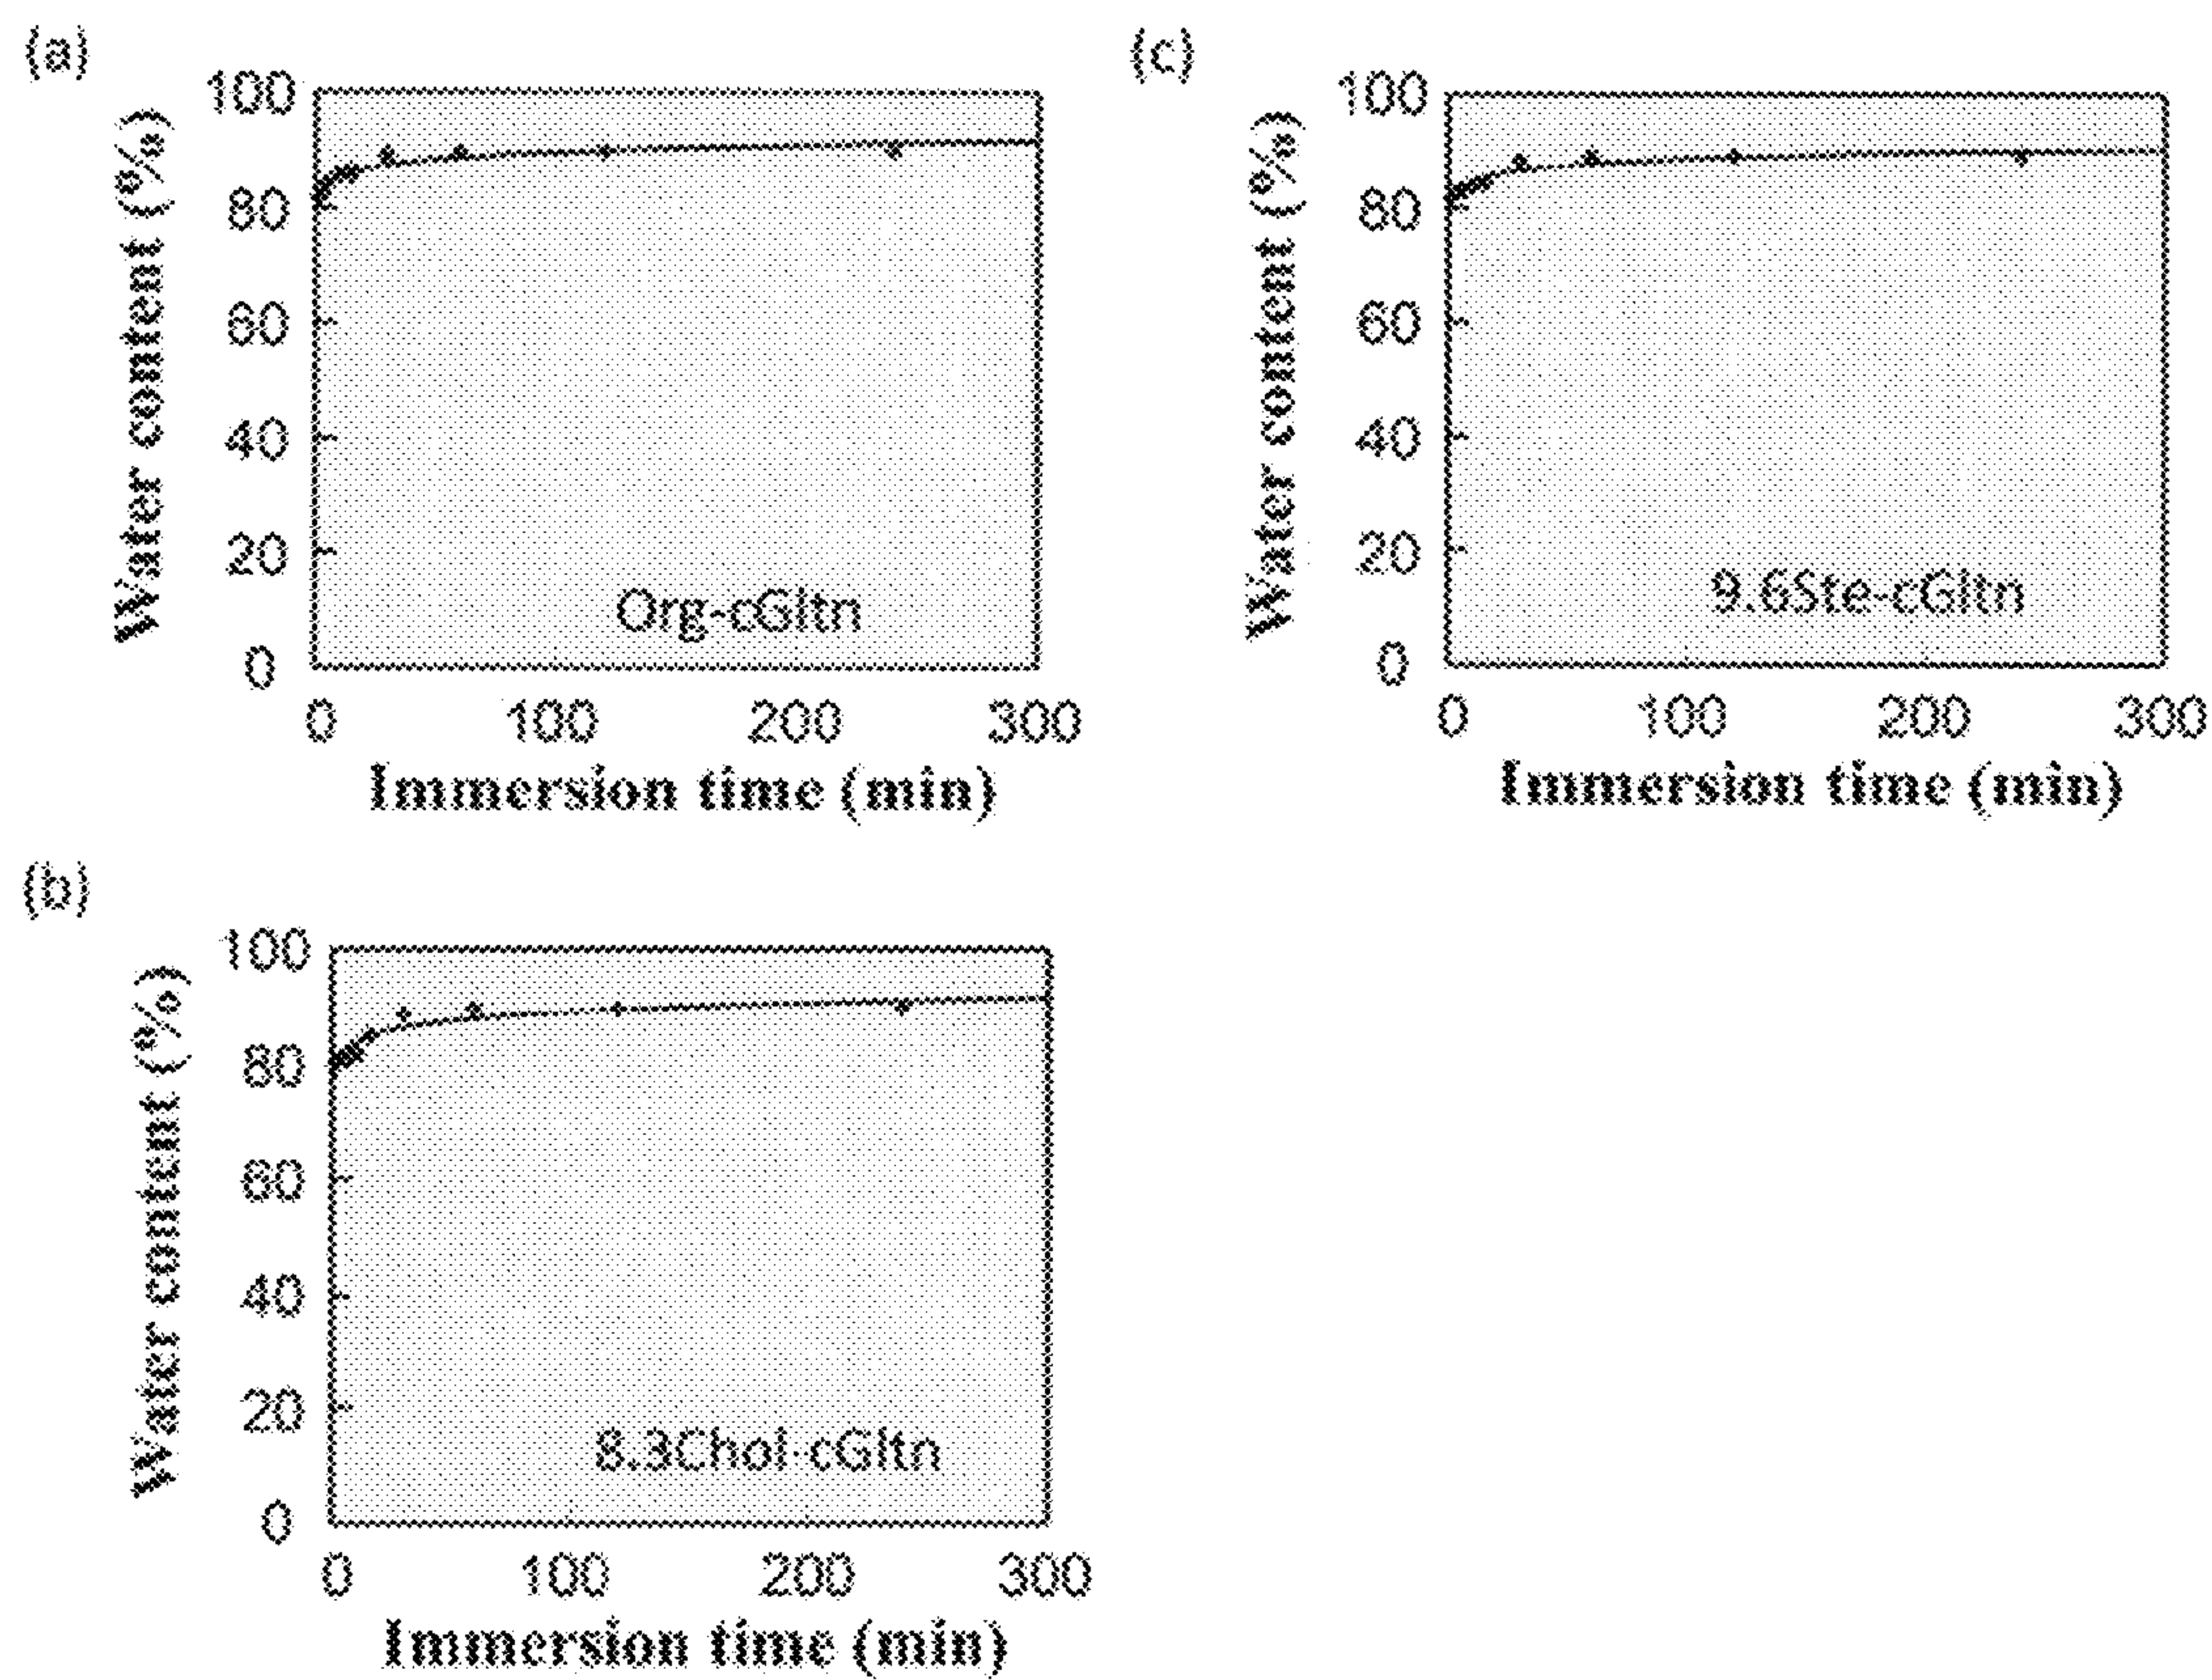 (a)
Water content (%)
100
80
60
40
20
0
Org-cGltn
0 100 200 300
Immersion time (min)
(c)
Water content (%)
100
80
60
40
20
0
9.6Ste-cGltn
0 100 200 300
Immersion time (min)
(b)
Water content (%)
100
80
60
40
20
0
8.3Chol-cGltn
0 100 200 300
Immersion time (min)